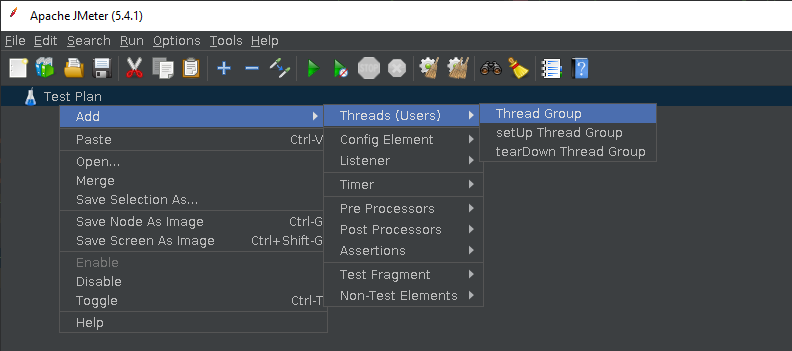 Apache JMeter (5.4.1)
File Edit Search Run Options Tools Help
STOP
Test Plan
Add
Paste Ctrl-V
Open...
Merge
Save Selection As...
Save Node As Image Ctrl-G
Save Screen As Image Ctrl+Shift-G
Enable
Disable
Toggle Ctrl-T
Help
Threads (Users)
Config Element
Listener
Timer
Pre Processors
Post Processors
Assertions
Test Fragment
Non-Test Elements
Thread Group
setUp Thread Group
tearDown Thread Group